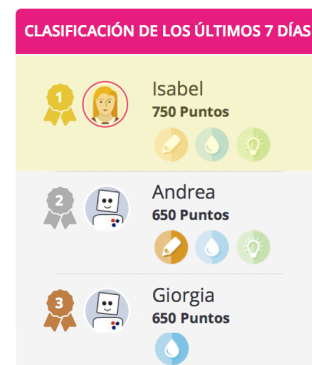 CLASIFICACIÓN DE LOS ÚLTIMOS 7 DÍAS
1
Isabel
750 Puntos
2
Andrea
650 Puntos
3
Giorgia
650 Puntos